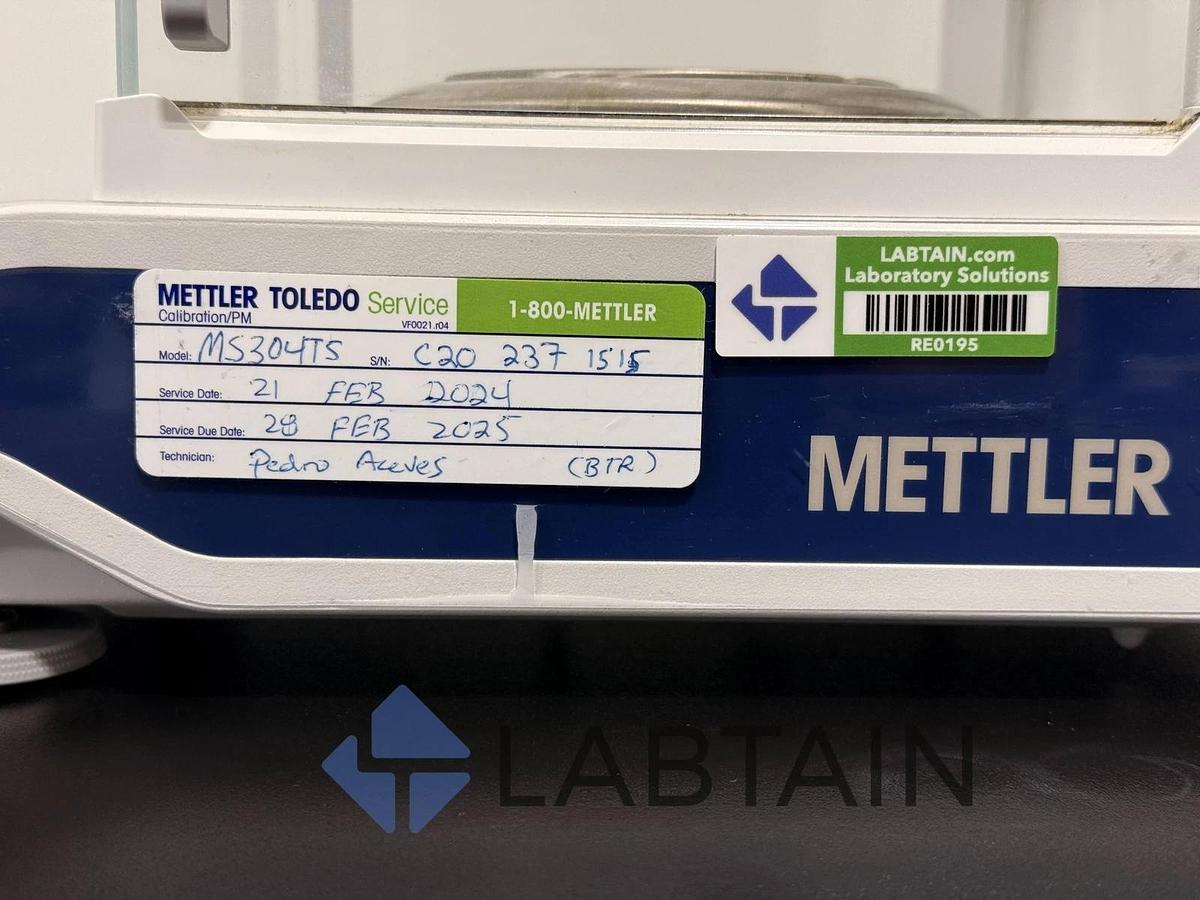 METTLER TOLEDO Service
1-800-METTLER
Calibration/PM
VF0021.r04
Model: MS304TS S/N: C20 237 1515
Service Date: 21 FEB 2024
Service Due Date: 28 FEB 2025
Technician: Pedro Aceves (BTR)
LABTAIN.com
Laboratory Solutions
RE0195
METTLER
LABTAIN